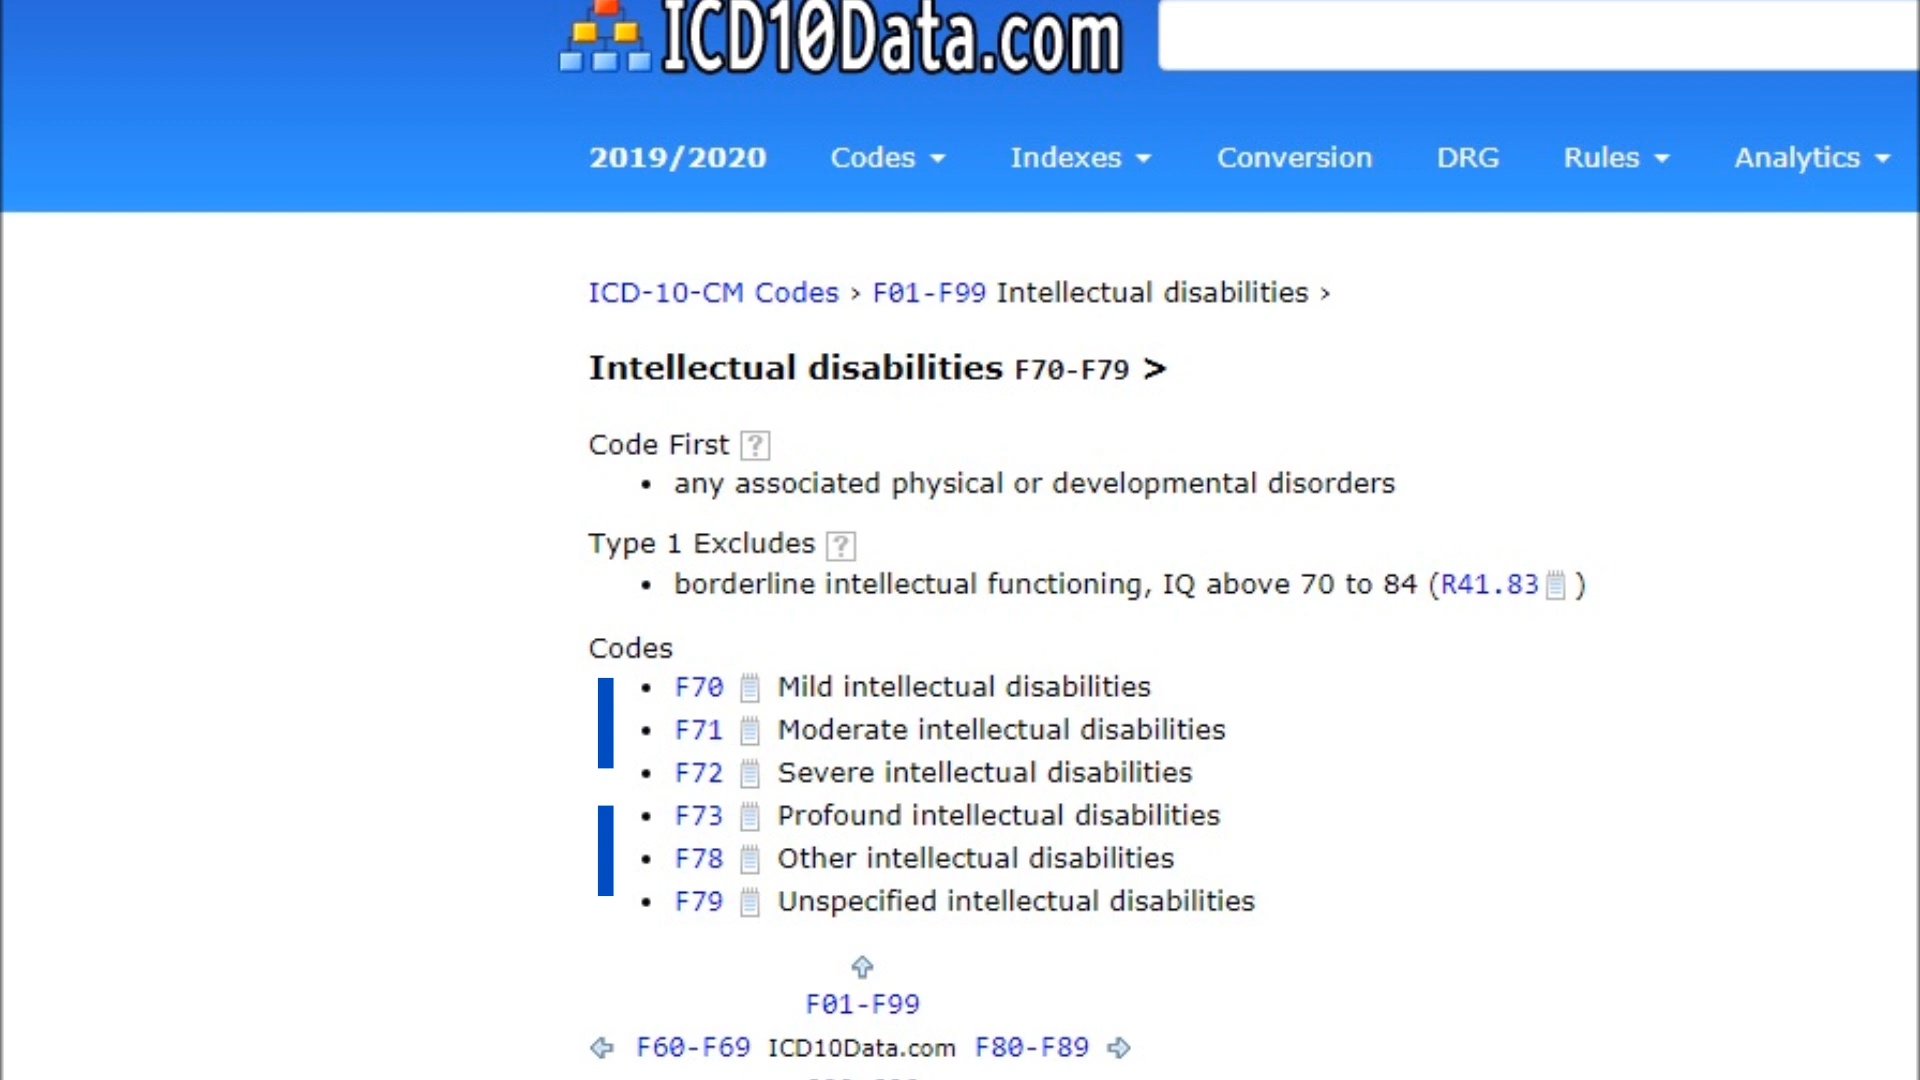 ICD10Data.com
2019/2020 Codes Indexes Conversion DRG Rules Analytics
ICD-10-CM Codes › F01-F99 Intellectual disabilities ›
Intellectual disabilities F70-F79 >
Code First ?
• any associated physical or developmental disorders
Type 1 Excludes ?
• borderline intellectual functioning, IQ above 70 to 84 (R41.83 )
Codes
• F70 Mild intellectual disabilities
• F71 Moderate intellectual disabilities
• F72 Severe intellectual disabilities
• F73 Profound intellectual disabilities
• F78 Other intellectual disabilities
• F79 Unspecified intellectual disabilities
F01-F99
F60-F69 ICD10Data.com F80-F89